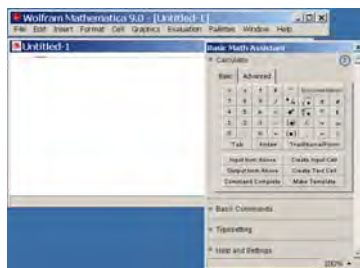 Wolfram Mathematica 9.0 - [Untitled-1]
File Edit Insert Format Cell Graphics Evaluation Palettes Window Help
Untitled-1
Basic Math Assistant
Calculator
Basic Advanced
Tab Enter TraditionalForm
Input from Above Create Input Cell
Output from Above Create Text Cell
Command Complete Make Template
Basic Commands
Typesetting
Help and Settings
100%